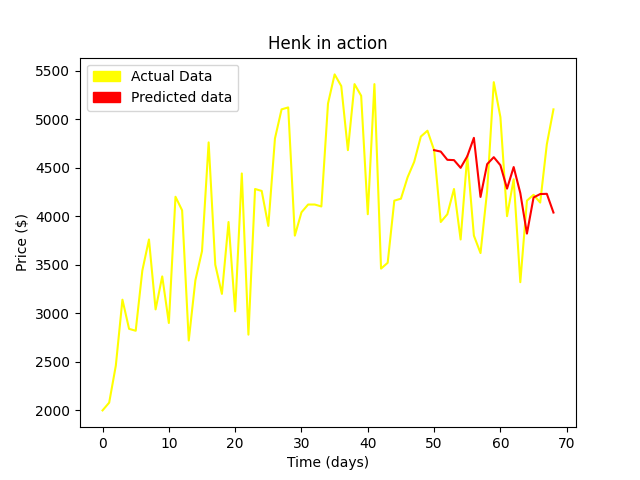 Henk in action
Actual Data
Predicted data
Price ($)
5500
5000
4500
4000
3500
3000
2500
2000
0 10 20 30 40 50 60 70
Time (days)